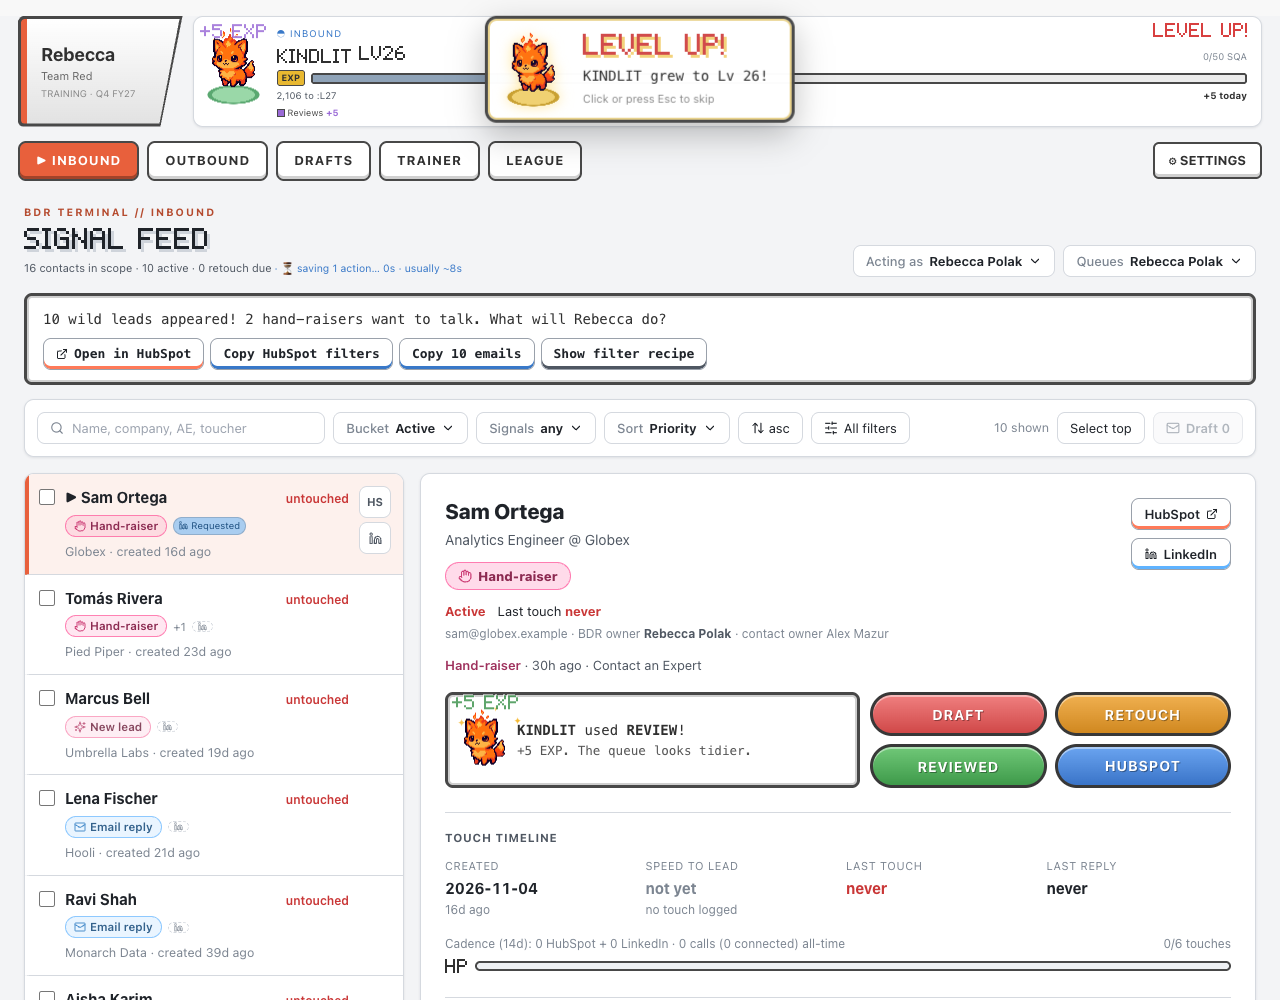 Rebecca
Team Red
TRAINING · Q4 FY27
+5 EXP
INBOUND
KINDLIT LV26
EXP
2,106 to :L27
Reviews +5
LEVEL UP!
KINDLIT grew to Lv 26!
Click or press Esc to skip
LEVEL UP!
0/50 SQA
+5 today
▶ INBOUND
OUTBOUND
DRAFTS
TRAINER
LEAGUE
⚙ SETTINGS
BDR TERMINAL // INBOUND
SIGNAL FEED
16 contacts in scope · 10 active · 0 retouch due · ⏳ saving 1 action… 0s · usually ~8s
Acting as Rebecca Polak
Queues Rebecca Polak
10 wild leads appeared! 2 hand-raisers want to talk. What will Rebecca do?
Open in HubSpot
Copy HubSpot filters
Copy 10 emails
Show filter recipe
Name, company, AE, toucher
Bucket Active
Signals any
Sort Priority
asc
All filters
10 shown
Select top
Draft 0
▶ Sam Ortega
untouched
HS
Hand-raiser
Requested
Globex · created 16d ago
Tomás Rivera
untouched
Hand-raiser
+1
Pied Piper · created 23d ago
Marcus Bell
untouched
New lead
Umbrella Labs · created 19d ago
Lena Fischer
untouched
Email reply
Hooli · created 21d ago
Ravi Shah
untouched
Email reply
Monarch Data · created 39d ago
Aisha Karim
untouched
Sam Ortega
Analytics Engineer @ Globex
Hand-raiser
HubSpot
LinkedIn
Active Last touch never
sam@globex.example · BDR owner Rebecca Polak · contact owner Alex Mazur
Hand-raiser · 30h ago · Contact an Expert
+5 EXP
KINDLIT used REVIEW!
+5 EXP. The queue looks tidier.
DRAFT
RETOUCH
REVIEWED
HUBSPOT
TOUCH TIMELINE
CREATED
2026-11-04
16d ago
SPEED TO LEAD
not yet
no touch logged
LAST TOUCH
never
LAST REPLY
never
Cadence (14d): 0 HubSpot + 0 LinkedIn · 0 calls (0 connected) all-time
0/6 touches
HP